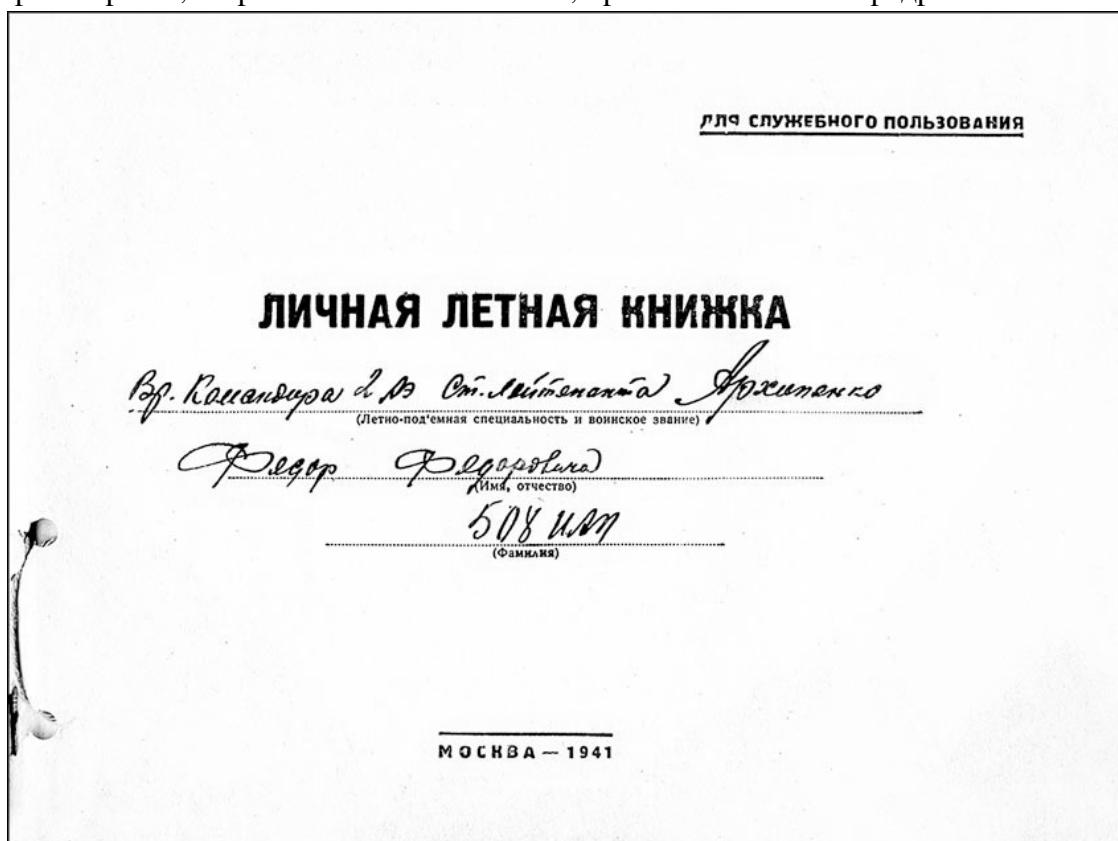 ДЛЯ СЛУЖЕБНОГО ПОЛЬЗОВАНИЯ
ЛИЧНАЯ ЛЕТНАЯ КНИЖКА
Вр. Командира 2 АЭ Ст. лейтенанта Архипенко
(Летно-под'емная специальность и воинское звание)
Федор Федоровича
(Имя, отчество)
508 ИАП
(Фамилия)
МОСКВА — 1941